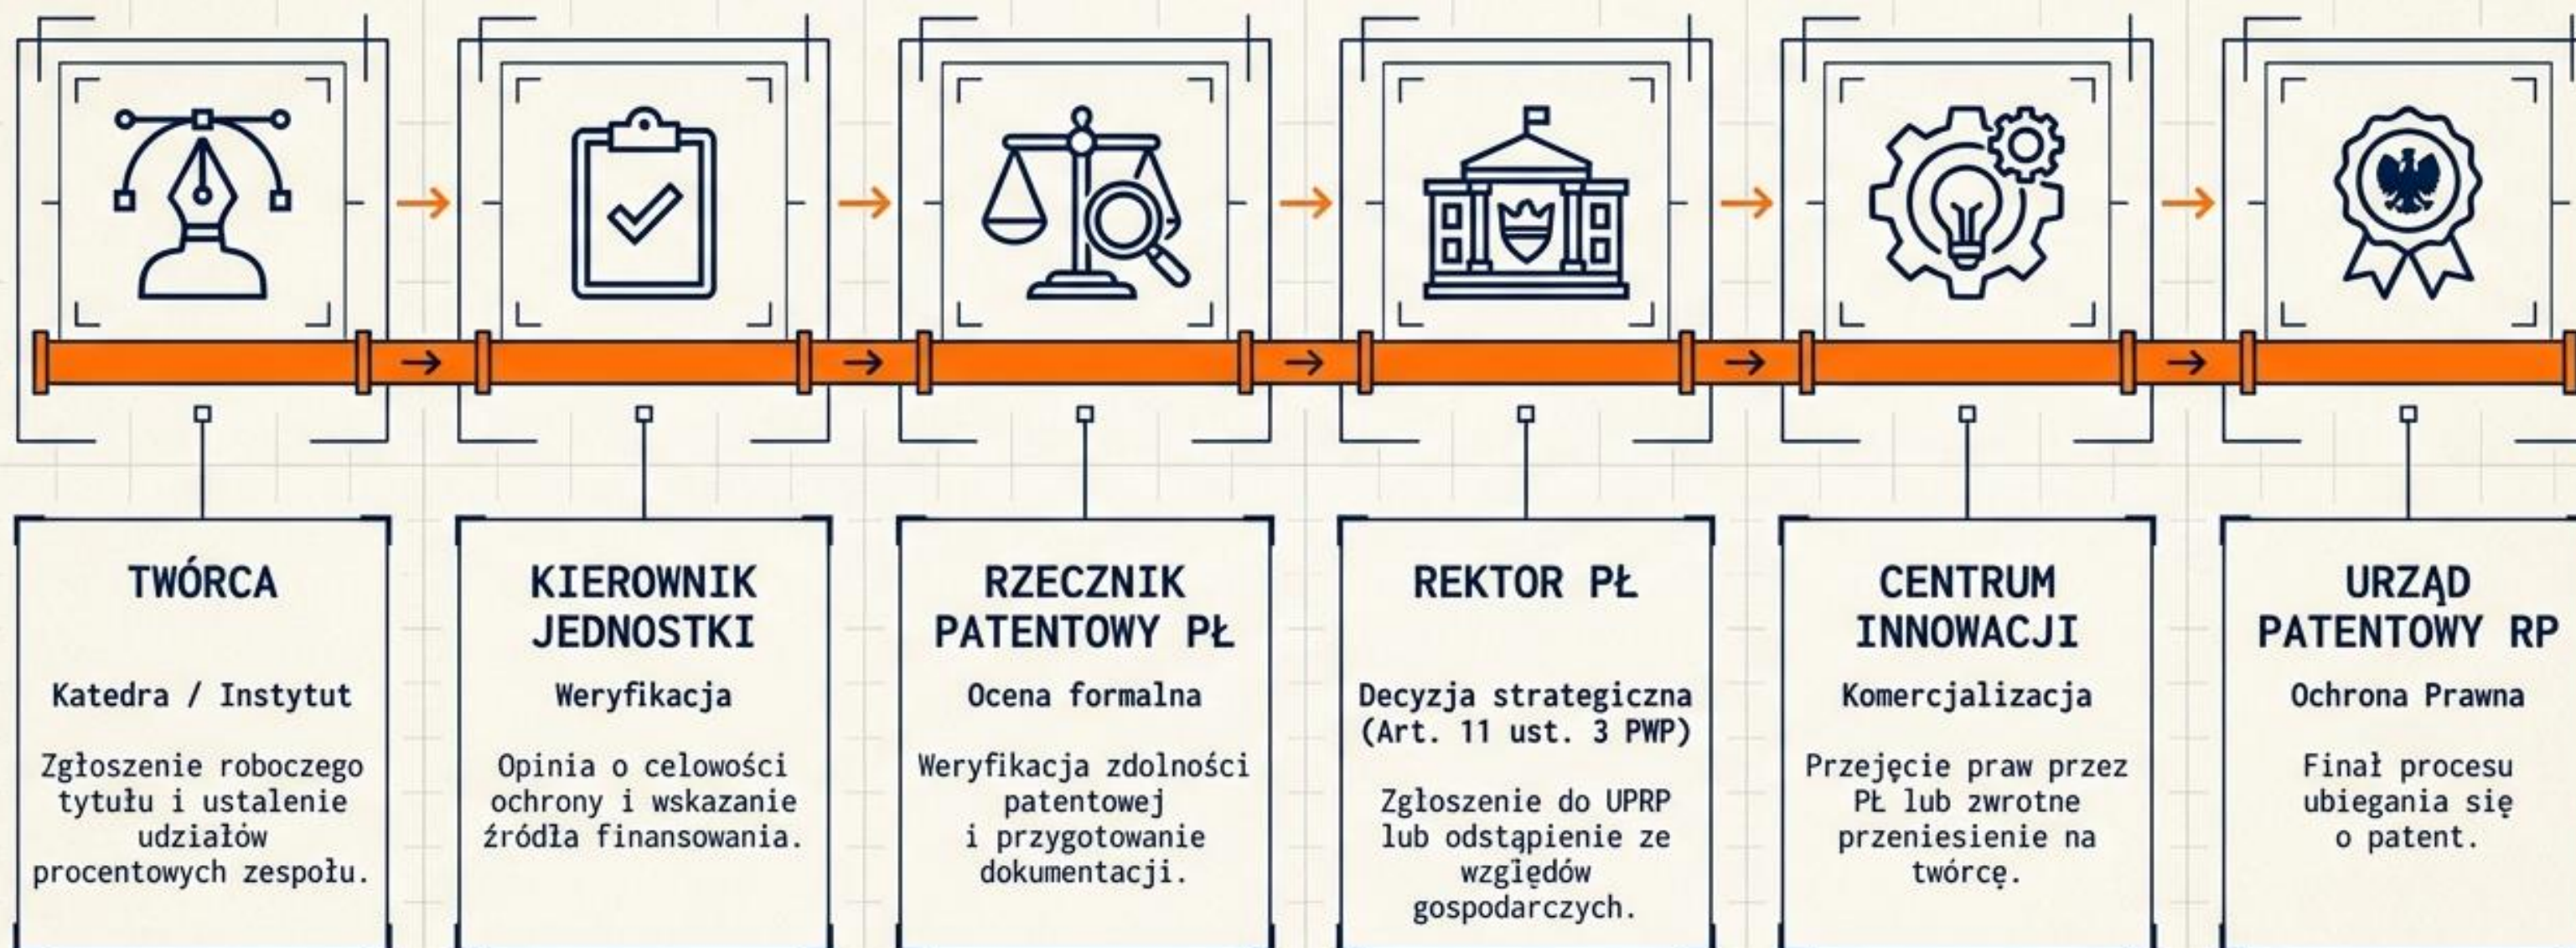 TWÓRCA
Katedra / Instytut
Zgłoszenie roboczego
tytułu i ustalenie
udziałów
procentowych zespołu.
KIEROWNIK
JEDNOSTKI
Weryfikacja
Opinia o celowości
ochrony i wskazanie
źródła finansowania.
RZECZNIK
PATENTOWY PŁ
Ocena formalna
Weryfikacja zdolności
patentowej
i przygotowanie
dokumentacji.
REKTOR PŁ
Decyzja strategiczna
(Art. 11 ust. 3 PWP)
Zgłoszenie do UPRP
lub odstąpienie ze
względów
gospodarczych.
CENTRUM
INNOWACJI
Komercjalizacja
Przejęcie praw przez
PŁ lub zwrotne
przeniesienie na
twórcę.
URZĄD
PATENTOWY RP
Ochrona Prawna
Finał procesu
ubiegania się
o patent.